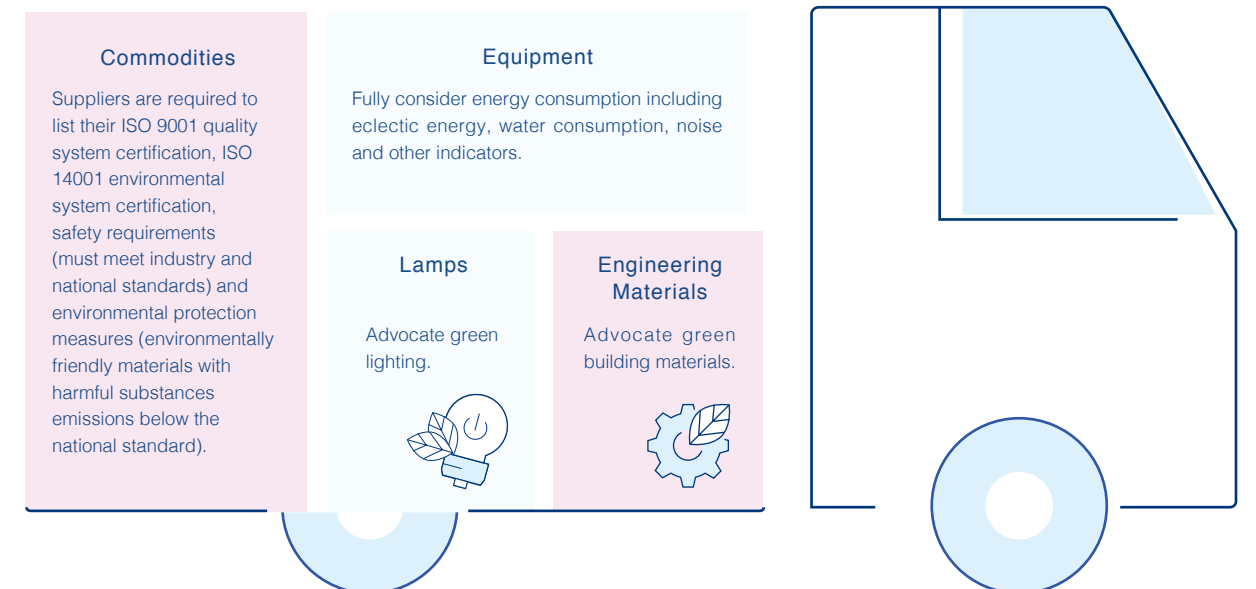 Commodities
Suppliers are required to
list their ISO 9001 quality
system certification, ISO
14001 environmental
system certification,
safety requirements
(must meet industry and
national standards) and
environmental protection
measures (environmentally
friendly materials with
harmful substances
emissions below the
national standard).
Equipment
Fully consider energy consumption including
eclectic energy, water consumption, noise
and other indicators.
Lamps
Advocate green
lighting.
Engineering
Materials
Advocate green
building materials.